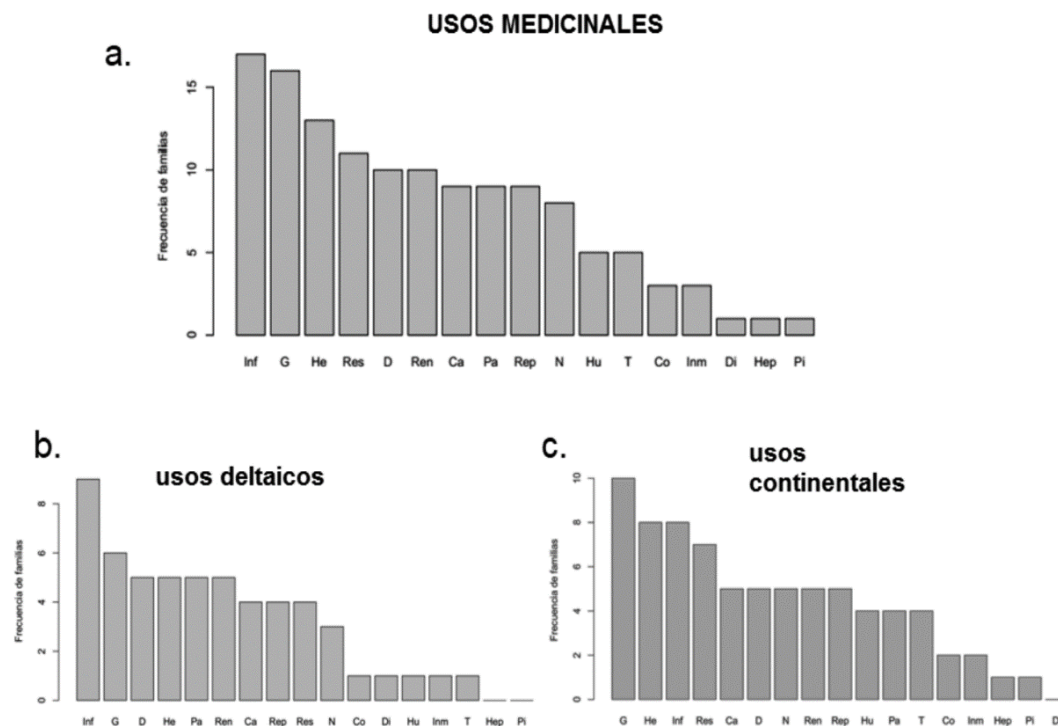 USOS MEDICINALES
a.
Frecuencia de familias
15
10
5
0
Inf G He Res D Ren Ca Pa Rep N Hu T Co Inm Di Hep Pi
b.
usos deltaicos
Frecuencia de familias
8
6
4
2
0
Inf G D He Pa Ren Ca Rep Res N Co Di Hu Inm T Hep Pi
c.
usos
continentales
Frecuencia de familias
10
8
6
4
2
0
G He Inf Res Ca D N Ren Rep Hu Pa T Co Inm Hep Pi